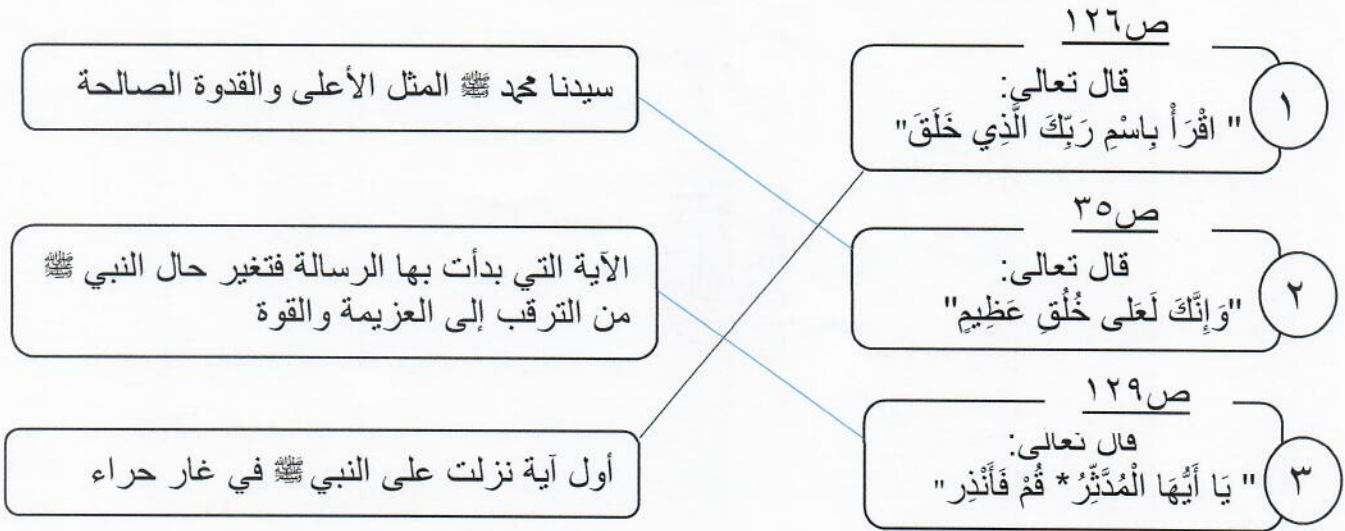 ص١٢٦
١
قال تعالى:
" اقْرَأْ بِاسْمِ رَبِّكَ الَّذِي خَلَقَ"
ص٣٥
٢
قال تعالى:
"وَإِنَّكَ لَعَلى خُلُقٍ عَظِيمٍ"
ص١٢٩
٣
قال تعالى:
" يَا أَيُّهَا الْمُدَّثِّرُ* قُمْ فَأَنْذِر"
سيدنا محمد ﷺ المثل الأعلى والقدوة الصالحة
الآية التي بدأت بها الرسالة فتغير حال النبي ﷺ
من الترقب إلى العزيمة والقوة
أول آية نزلت على النبي ﷺ في غار حراء